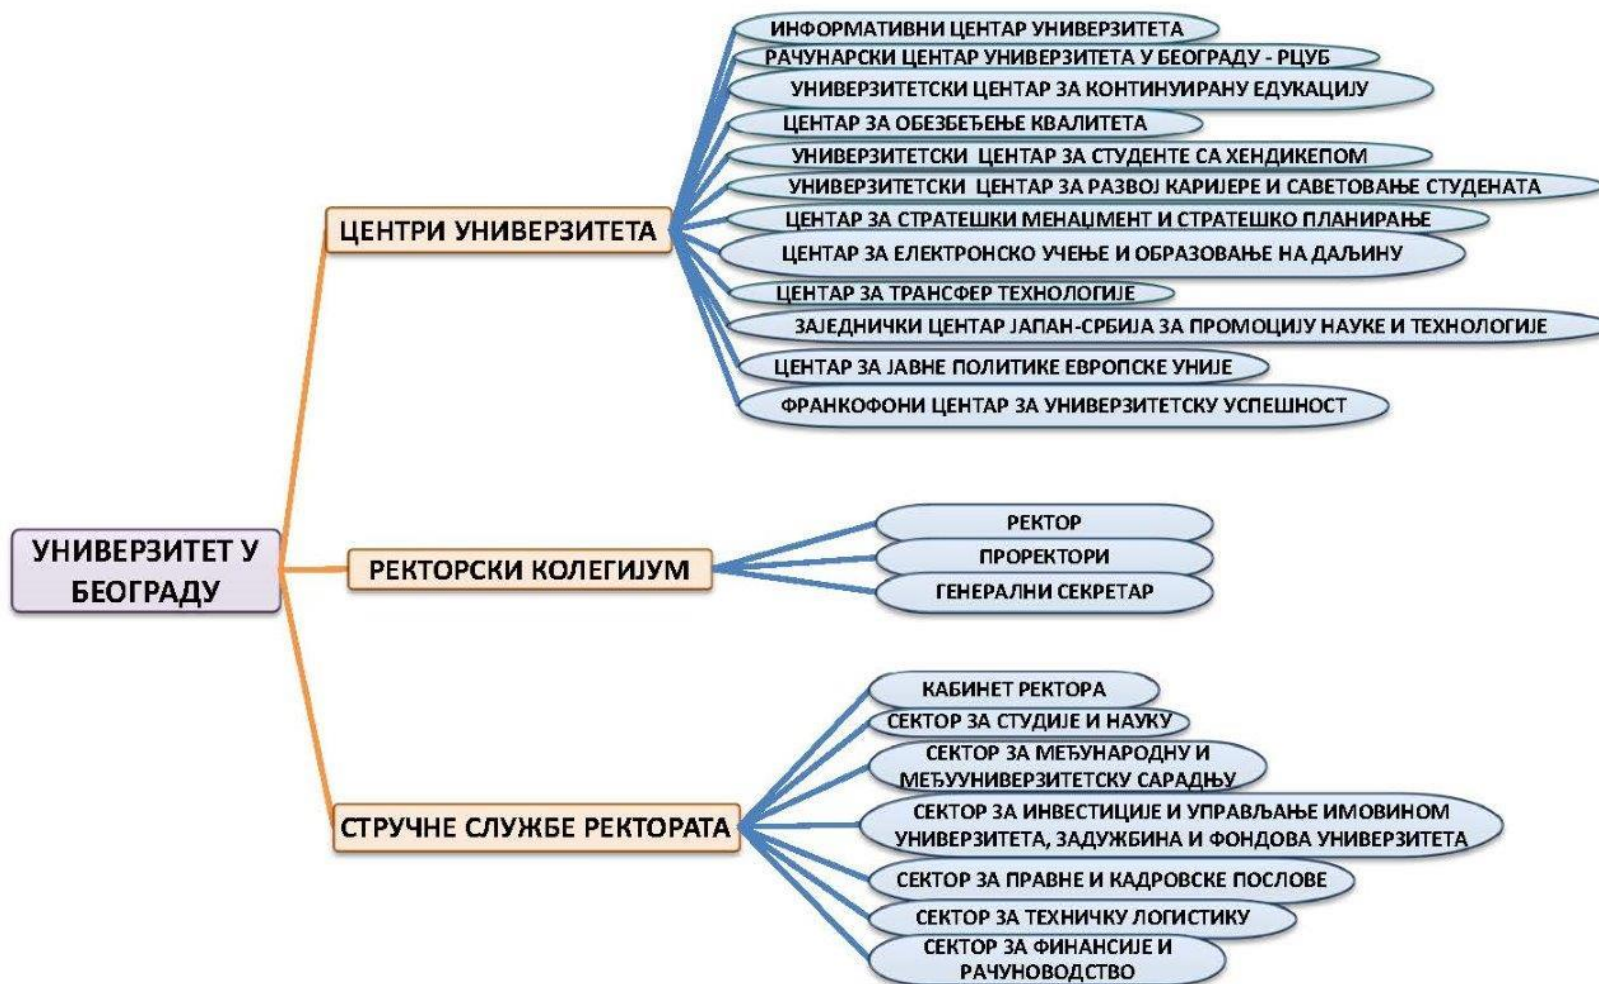 ИНФОРМАТИВНИ ЦЕНТАР УНИВЕРЗИТЕТА
РАЧУНАРСКИ ЦЕНТАР УНИВЕРЗИТЕТА У БЕОГРАДУ - РЦУБ
УНИВЕРЗИТЕТСКИ ЦЕНТАР ЗА КОНТИНУИРАНУ ЕДУКАЦИЈУ
ЦЕНТАР ЗА ОБЕЗБЕЂЕЊЕ КВАЛИТЕТА
УНИВЕРЗИТЕТСКИ ЦЕНТАР ЗА СТУДЕНТЕ СА ХЕНДИКЕПОМ
УНИВЕРЗИТЕТСКИ ЦЕНТАР ЗА РАЗВОЈ КАРИЈЕРЕ И САВЕТОВАЊЕ СТУДЕНАТА
ЦЕНТРИ УНИВЕРЗИТЕТА
ЦЕНТАР ЗА СТРАТЕШКИ МЕНАЏМЕНТ И СТРАТЕШКО ПЛАНИРАЊЕ
ЦЕНТАР ЗА ЕЛЕКТРОНСКО УЧЕЊЕ И ОБРАЗОВАЊЕ НА ДАЉИНУ
ЦЕНТАР ЗА ТРАНСФЕР ТЕХНОЛОГИЈЕ
ЗАЈЕДНИЧКИ ЦЕНТАР ЈАПАН-СРБИЈА ЗА ПРОМОЦИЈУ НАУКЕ И ТЕХНОЛОГИЈЕ
ЦЕНТАР ЗА ЈАВНЕ ПОЛИТИКЕ ЕВРОПСКЕ УНИЈЕ
ФРАНКОФОНИ ЦЕНТАР ЗА УНИВЕРЗИТЕТСКУ УСПЕШНОСТ
УНИВЕРЗИТЕТ У
БЕОГРАДУ
РЕКТОРСКИ КОЛЕГИЈУМ
РЕКТОР
ПРОРЕКТОРИ
ГЕНЕРАЛНИ СЕКРЕТАР
СТРУЧНЕ СЛУЖБЕ РЕКТОРАТА
КАБИНЕТ РЕКТОРА
СЕКТОР ЗА СТУДИЈЕ И НАУКУ
СЕКТОР ЗА МЕЂУНАРОДНУ И
МЕЂУУНИВЕРЗИТЕТСКУ САРАДЊУ
СЕКТОР ЗА ИНВЕСТИЦИЈЕ И УПРАВЉАЊЕ ИМОВИНОМ
УНИВЕРЗИТЕТА, ЗАДУЖБИНА И ФОНДОВА УНИВЕРЗИТЕТА
СЕКТОР ЗА ПРАВНЕ И КАДРОВСКЕ ПОСЛОВЕ
СЕКТОР ЗА ТЕХНИЧКУ ЛОГИСТИКУ
СЕКТОР ЗА ФИНАНСИЈЕ И
РАЧУНОВОДСТВО